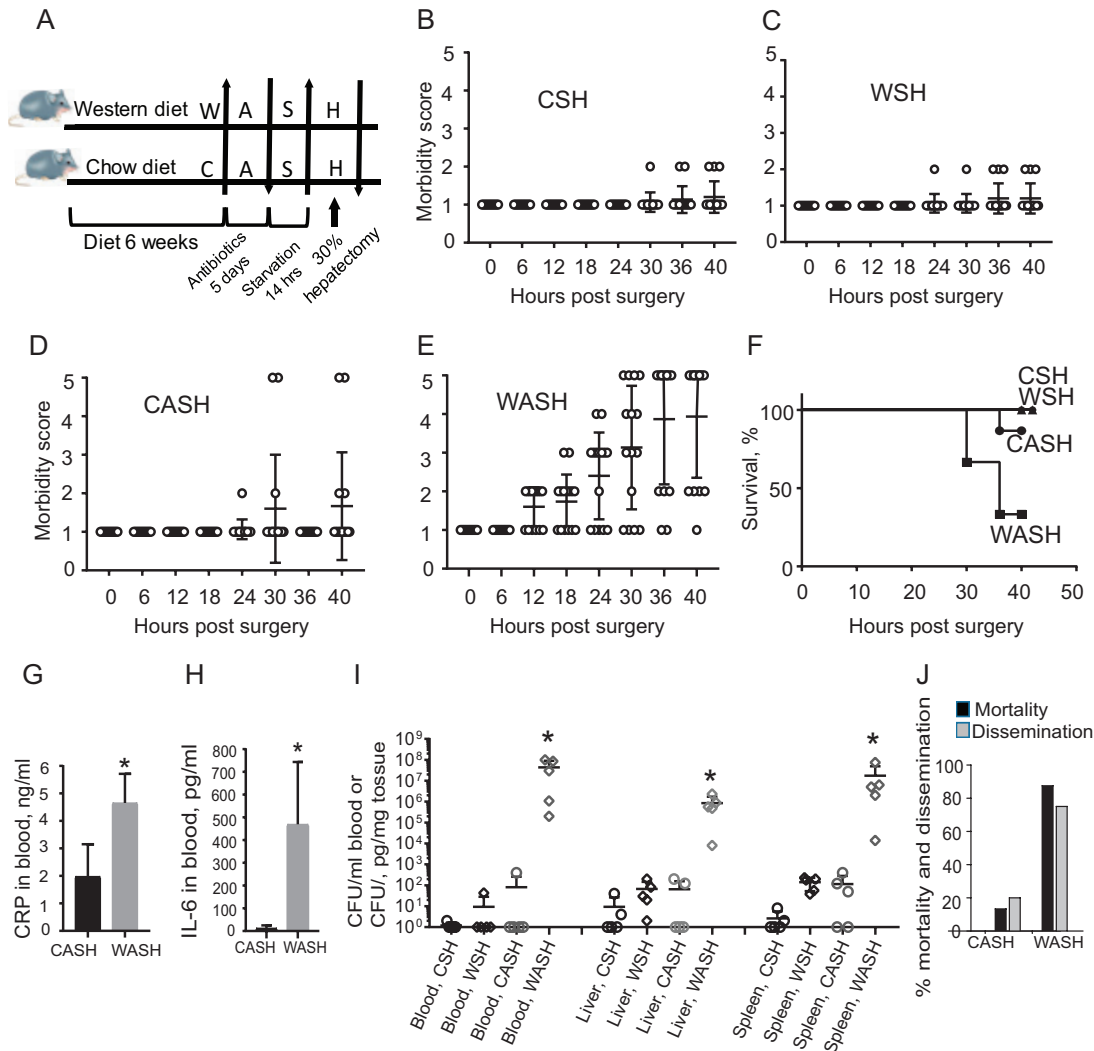 A
Western diet W A S H
Chow diet C A S H
Diet 6 weeks
Antibiotics
5 days
Starvation
14 hrs
30%
hepatectomy
B
CSH
Morbidity score
5
4
3
2
1
0
0 6 12 18 24 30 36 40
Hours post surgery
C
WSH
5
4
3
2
1
0
0 6 12 18 24 30 36 40
Hours post surgery
D
CASH
Morbidity score
5
4
3
2
1
0
0 6 12 18 24 30 36 40
Hours post surgery
E
WASH
5
4
3
2
1
0
0 6 12 18 24 30 36 40
Hours post surgery
F
CSH
WSH
CASH
WASH
Survival, %
100
50
0
0 10 20 30 40 50
Hours post surgery
G
CRP in blood, ng/ml
6
5
4
3
2
1
0
*
CASH WASH
H
IL-6 in blood, pg/ml
800
700
600
500
400
300
200
100
0
*
CASH WASH
I
CFU/ml blood or
CFU/, pg/mg tossue
10⁹
10⁸
10⁷
10⁶
10⁵
10⁴
10³
10²
10¹
10⁰
*
*
*
Blood, CSH
Blood, WSH
Blood, CASH
Blood, WASH
Liver, CSH
Liver, WSH
Liver, CASH
Liver, WASH
Spleen, CSH
Spleen, WSH
Spleen, CASH
Spleen, WASH
J
Mortality
Dissemination
% mortality and dissemination
100
80
60
40
20
0
CASH WASH